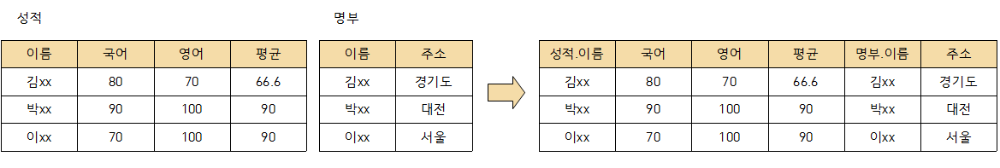 성적 명부
이름 국어 영어 평균 이름 주소 성적.이름 국어 영어 평균 명부.이름 주소
김xx 80 70 66.6 김xx 경기도 김xx 80 70 66.6 김xx 경기도
박xx 90 100 90 박xx 대전 박xx 90 100 90 박xx 대전
이xx 70 100 90 이xx 서울 이xx 70 100 90 이xx 서울